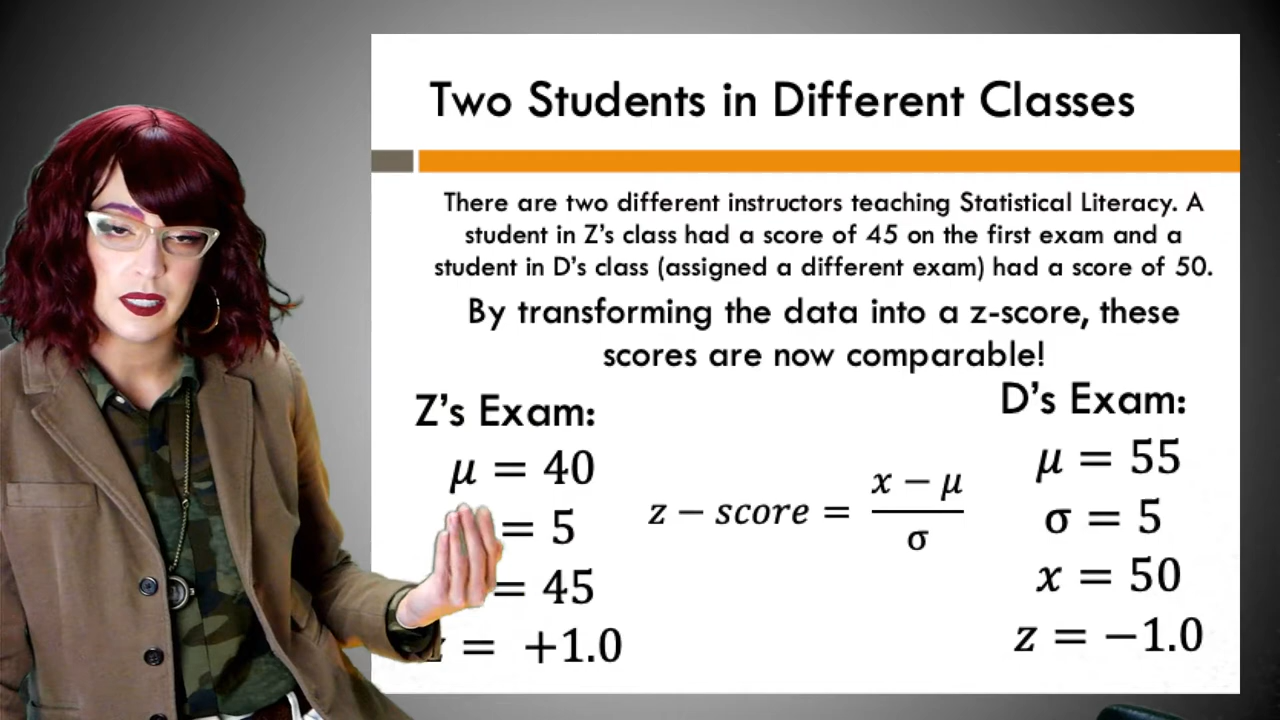 Two Students in Different Classes
There are two different instructors teaching Statistical Literacy. A
student in Z's class had a score of 45 on the first exam and a
student in D's class (assigned a different exam) had a score of 50.
By transforming the data into a z-score, these
scores are now comparable!
Z's Exam:
μ = 40
= 5
= 45
z = +1.0
z − score = (x − μ) / σ
D's Exam:
μ = 55
σ = 5
x = 50
z = −1.0